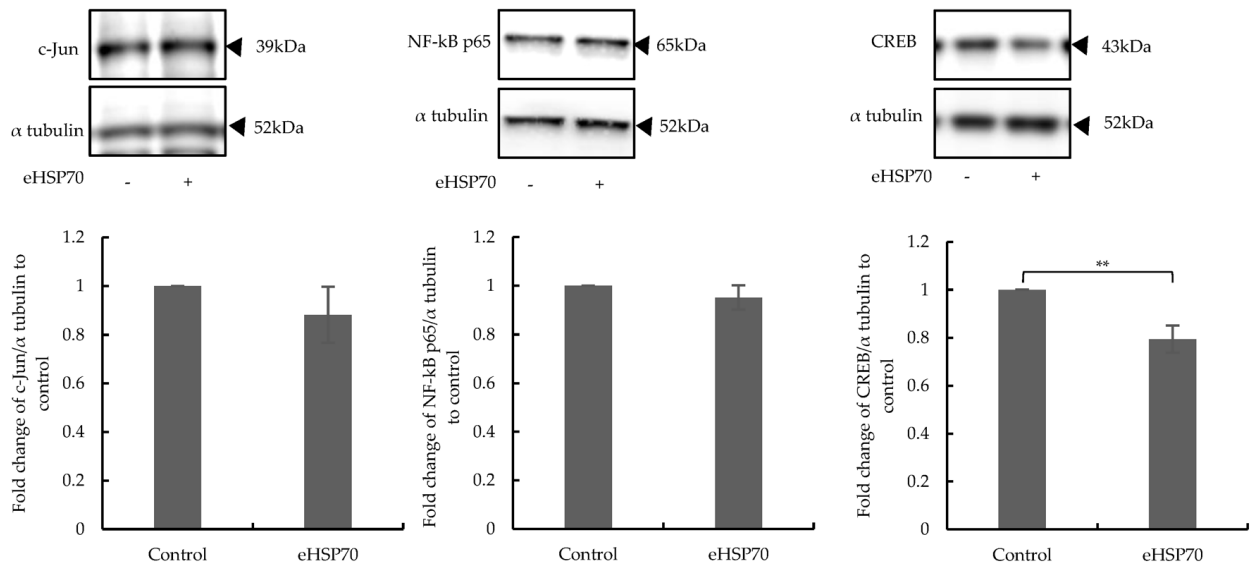 c-Jun
39kDa
α tubulin
52kDa
eHSP70 - +
NF-kB p65
65kDa
α tubulin
52kDa
eHSP70 - +
CREB
43kDa
α tubulin
52kDa
eHSP70 - +
Fold change of c-Jun/α tubulin to
control
1.2
1
0.8
0.6
0.4
0.2
0
Control eHSP70
Fold change of NF-kB p65/α tubulin
to control
1.2
1
0.8
0.6
0.4
0.2
0
Control eHSP70
Fold change of CREB/α tubulin to
control
1.2
1
0.8
0.6
0.4
0.2
0
**
Control eHSP70